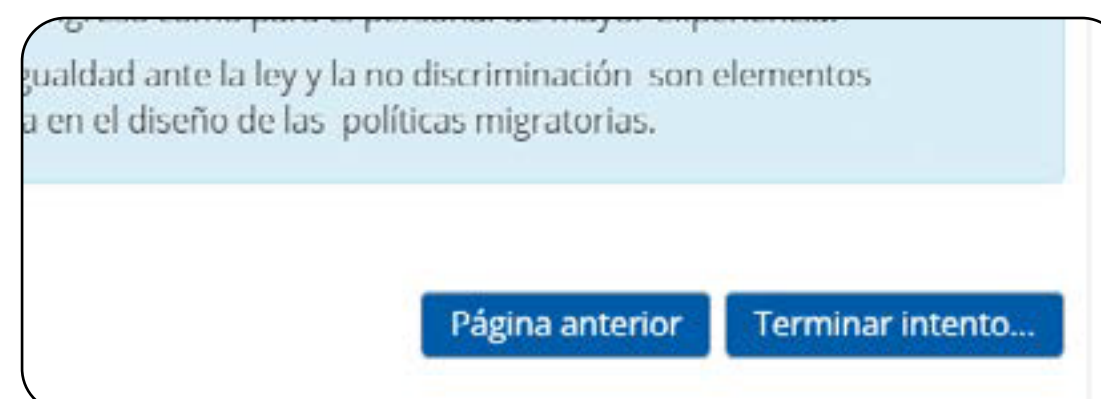 gualdad ante la ley y la no discriminación son elementos
a en el diseño de las políticas migratorias.
Página anterior Terminar intento...